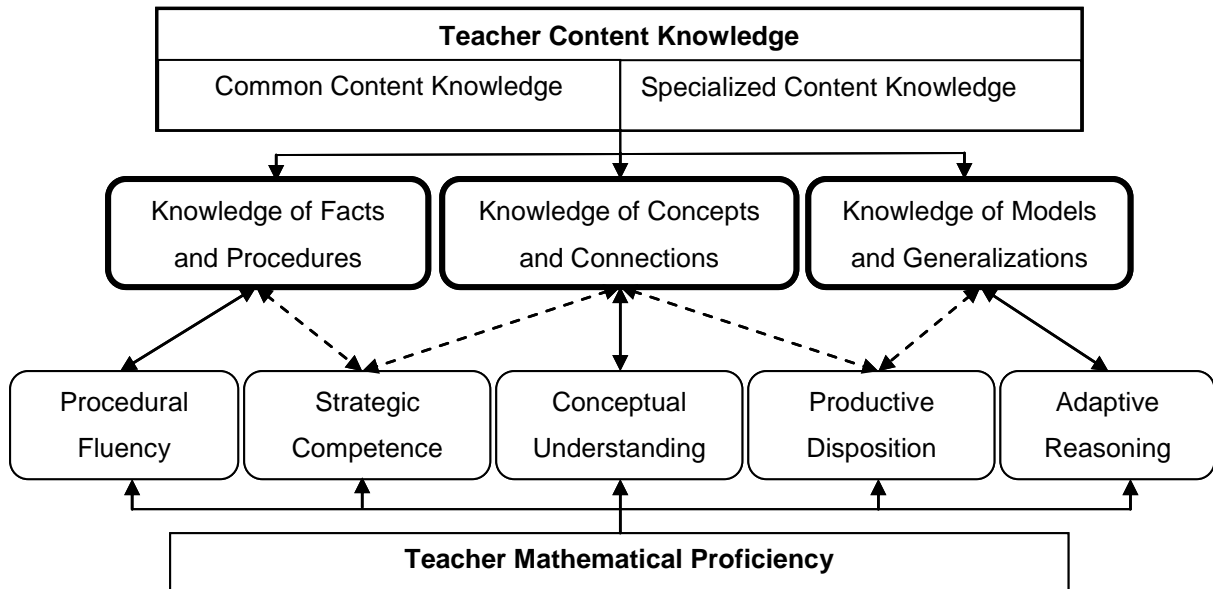 Teacher Content Knowledge
Common Content Knowledge
Specialized Content Knowledge
Knowledge of Facts
and Procedures
Knowledge of Concepts
and Connections
Knowledge of Models
and Generalizations
Procedural
Fluency
Strategic
Competence
Conceptual
Understanding
Productive
Disposition
Adaptive
Reasoning
Teacher Mathematical Proficiency